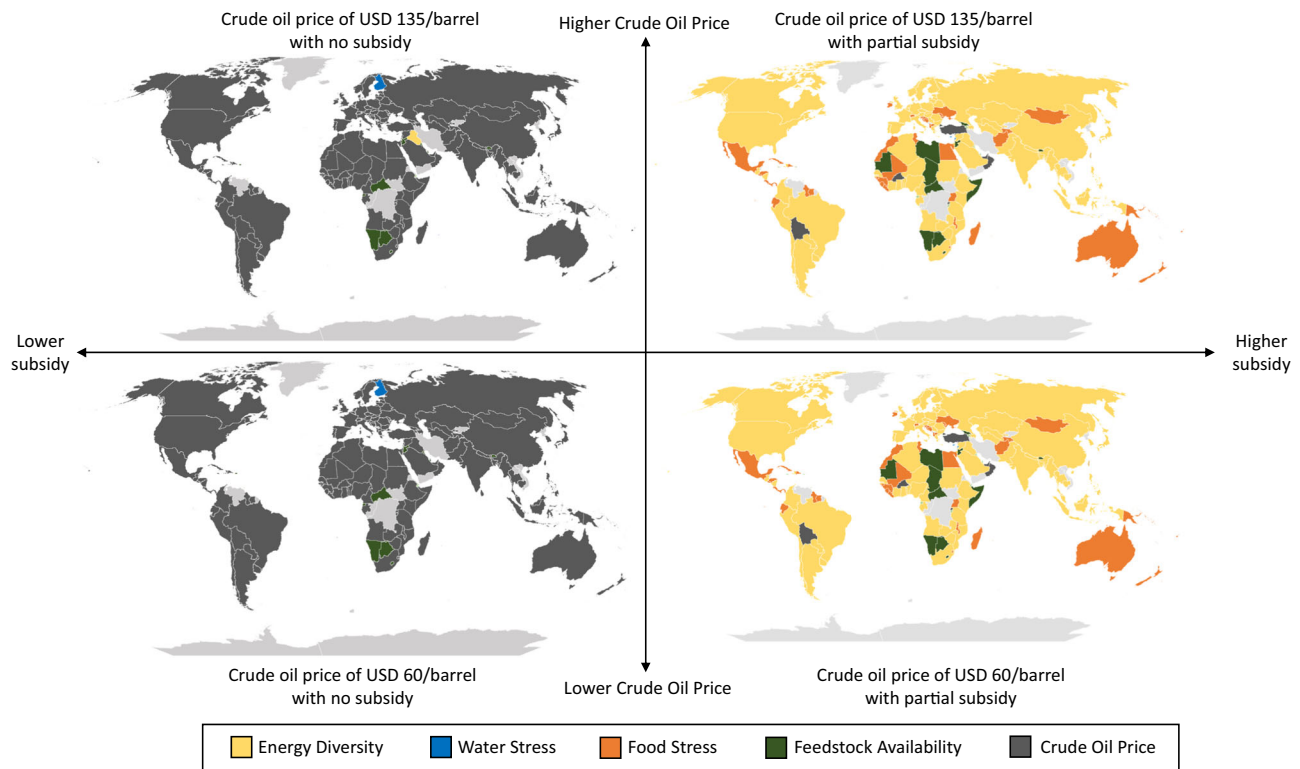 Crude oil price of USD 135/barrel
with no subsidy
Higher Crude Oil Price
Crude oil price of USD 135/barrel
with partial subsidy
Lower
subsidy
Higher
subsidy
Crude oil price of USD 60/barrel
with no subsidy
Lower Crude Oil Price
Crude oil price of USD 60/barrel
with partial subsidy
Energy Diversity
Water Stress
Food Stress
Feedstock Availability
Crude Oil Price